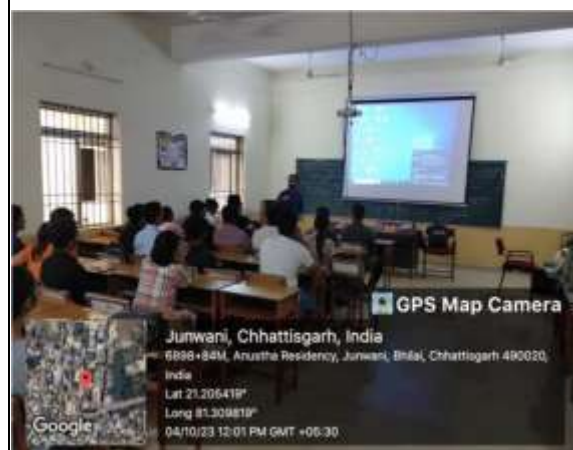 GPS Map Camera
Junwani, Chhattisgarh, India
6898+84M, Anustha Residency, Junwani, Bhilai, Chhattisgarh 490020,
India
Lat 21.205419°
Long 81.309819°
04/10/23 12:01 PM GMT +05:30
Google